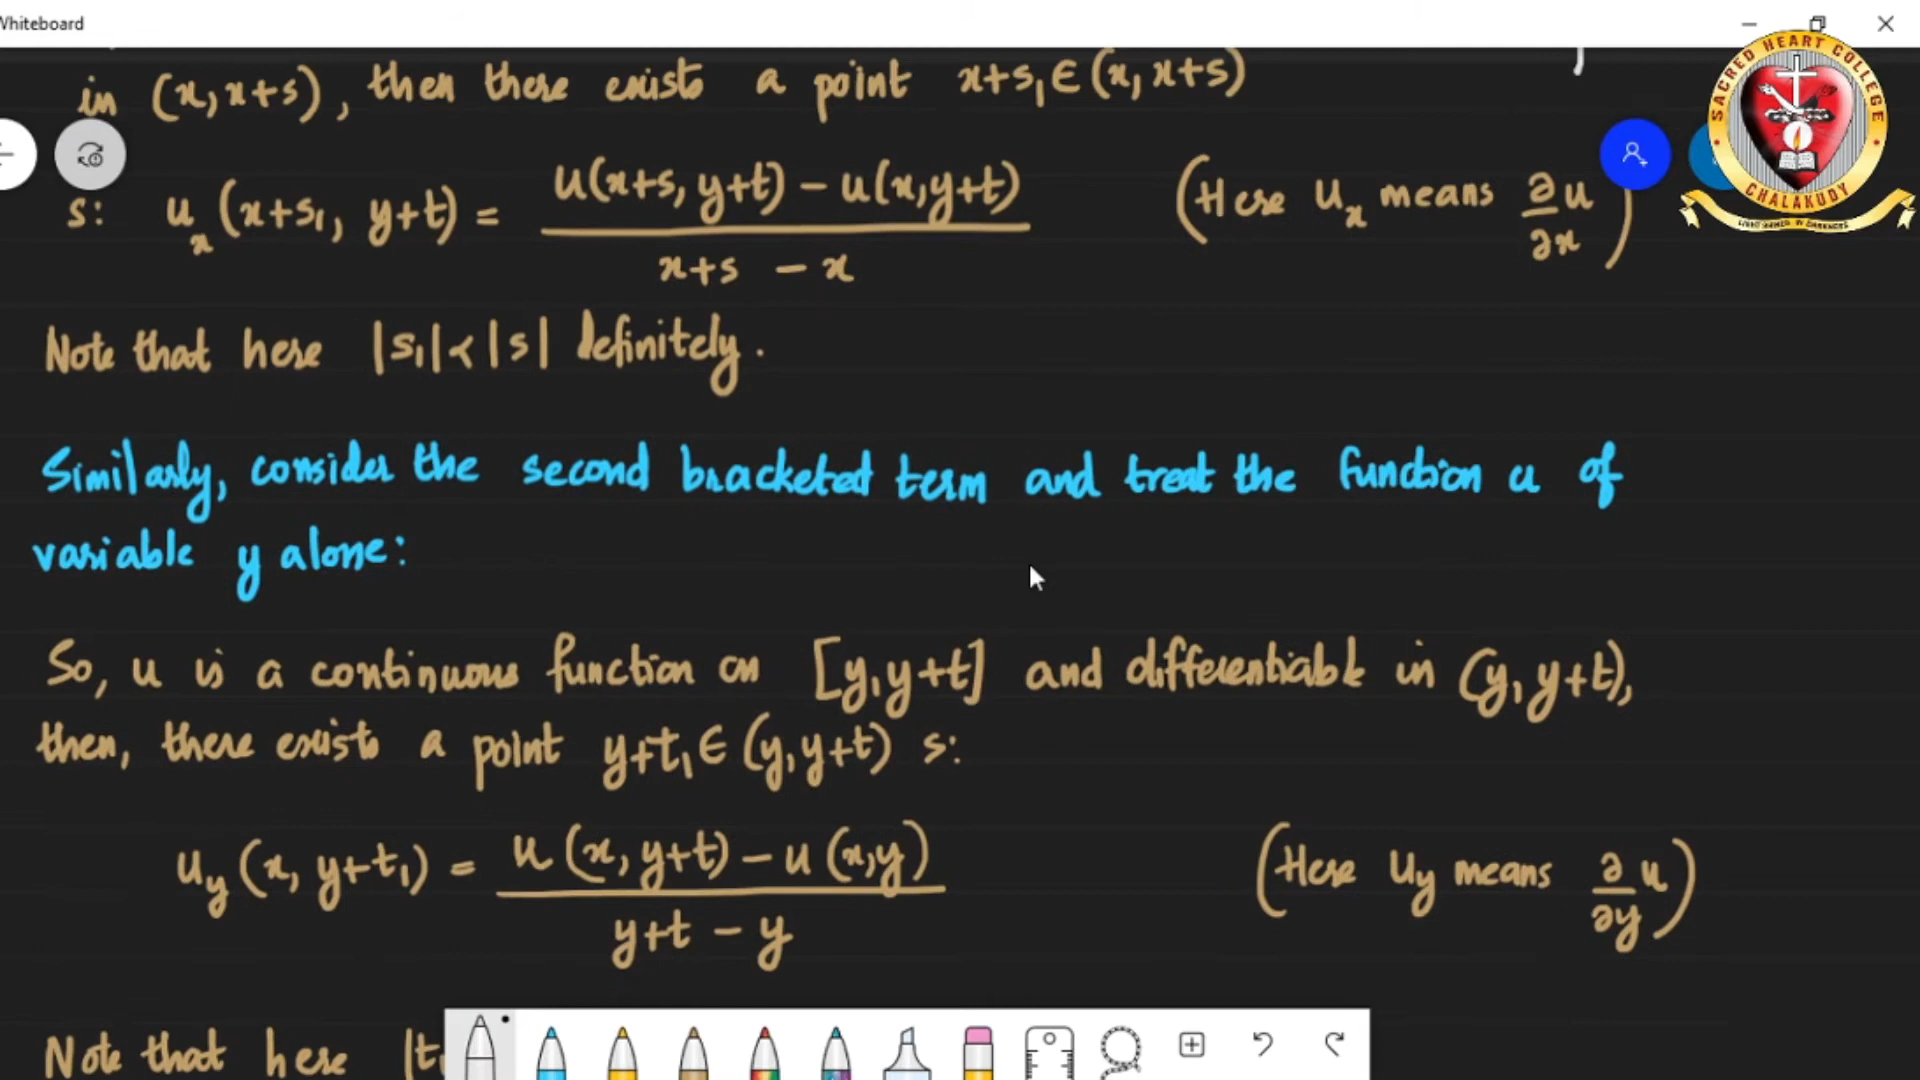 Whiteboard
in (x, x+s), then there exists a point x+s₁ ∈ (x, x+s)
s: uₓ(x+s₁, y+t) = u(x+s, y+t) − u(x, y+t) / x+s − x (Here uₓ means ∂u/∂x)
Note that here |s₁| < |s| definitely.
Similarly, consider the second bracketed term and treat the function u of
variable y alone:
So, u is a continuous function on [y, y+t] and differentiable in (y, y+t),
then, there exists a point y+t₁ ∈ (y, y+t) s:
u_y(x, y+t₁) = u(x, y+t) − u(x,y) / y+t − y (Here u_y means ∂u/∂y)
Note that here |t₁
SACRED HEART COLLEGE
CHALAKUDY